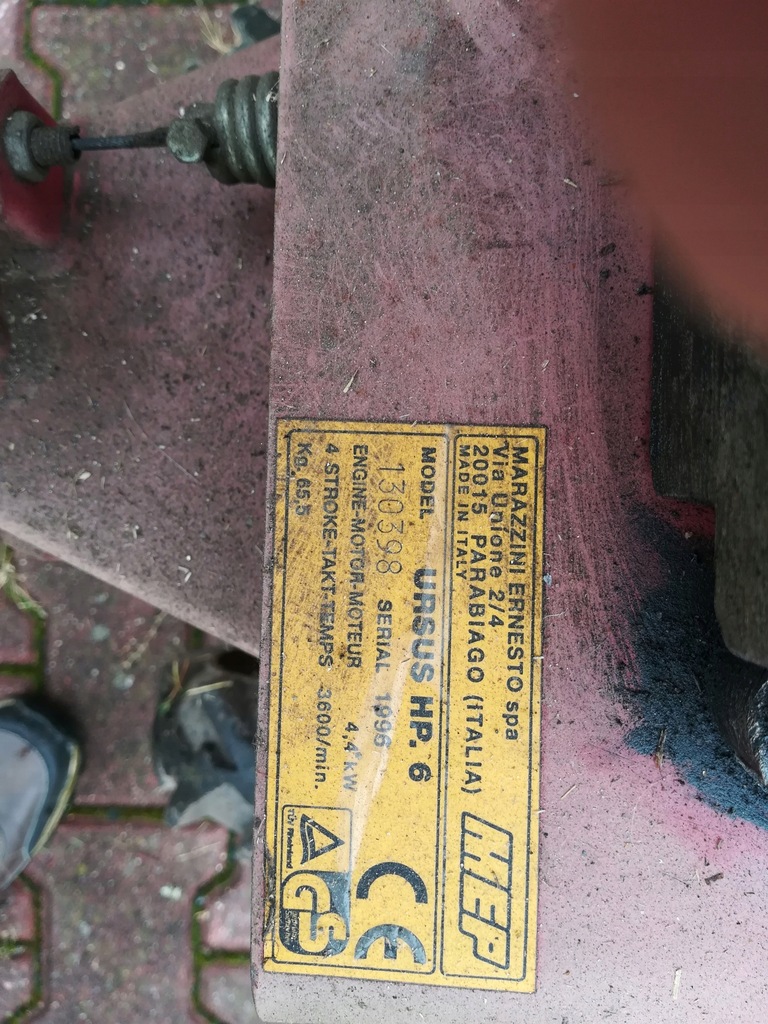 MARAZZINI ERNESTO spa
Via Unione 2/4
20015 PARABIAGO (ITALIA)
MADE IN ITALY
MEP
MODEL URSUS HP. 6
130398 SERIAL 1996
ENGINE-MOTOR-MOTEUR 4,4 kW
4 STROKE-TAKT-TEMPS 3600/min.
Kg. 65,5
CE
TÜV Rheinland
GS